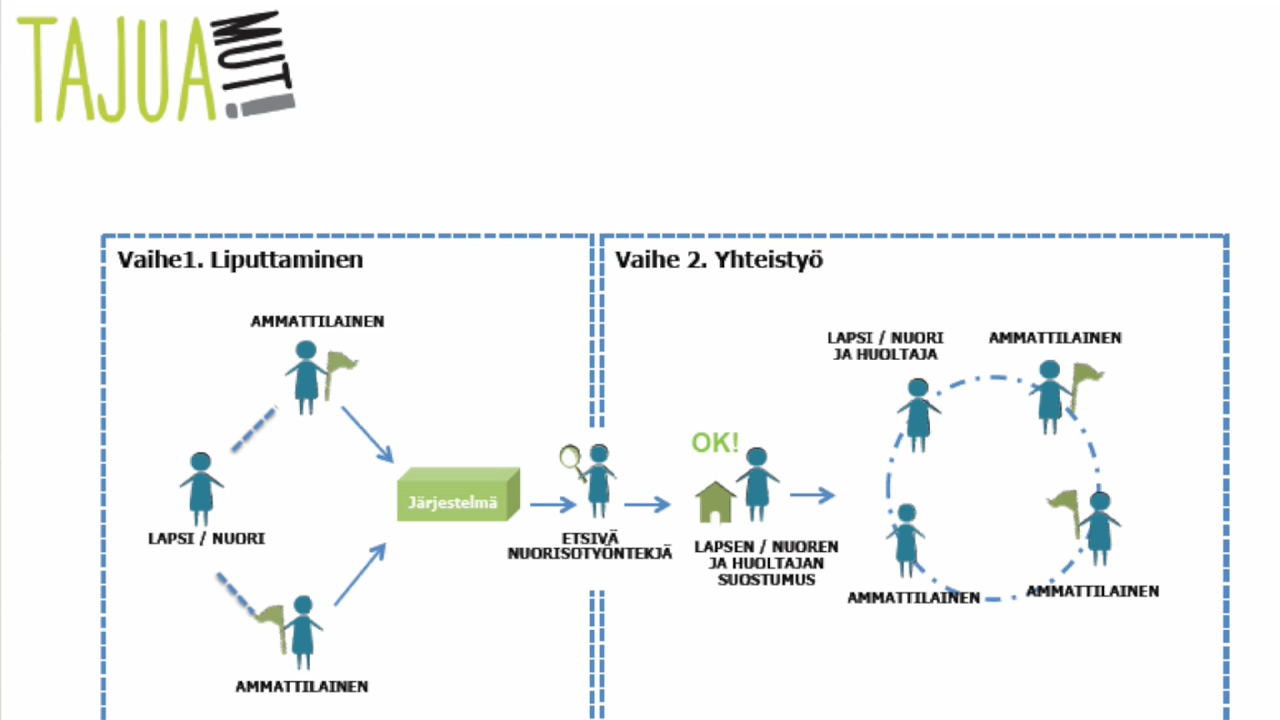 TAJUA
MUT!
Vaihe1. Liputtaminen
AMMATTILAINEN
LAPSI / NUORI
Järjestelmä
AMMATTILAINEN
ETSIVÄ
NUORISOTYÖNTEKJÄ
Vaihe 2. Yhteistyö
OK!
LAPSEN / NUOREN
JA HUOLTAJAN
SUOSTUMUS
LAPSI / NUORI
JA HUOLTAJA
AMMATTILAINEN
AMMATTILAINEN
AMMATTILAINEN